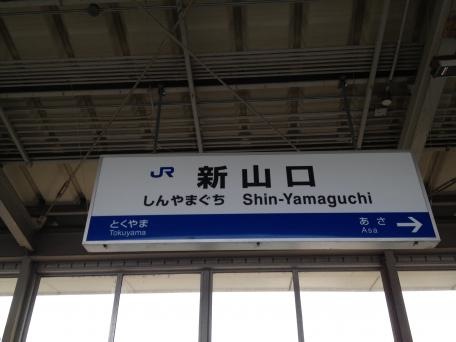 JR 新山口
しんやまぐち Shin-Yamaguchi
とくやま あさ
Tokuyama Asa →